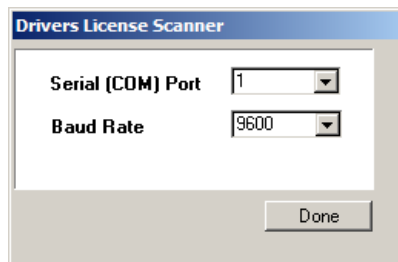 Drivers License Scanner
Serial (COM) Port 1
Baud Rate 9600
Done